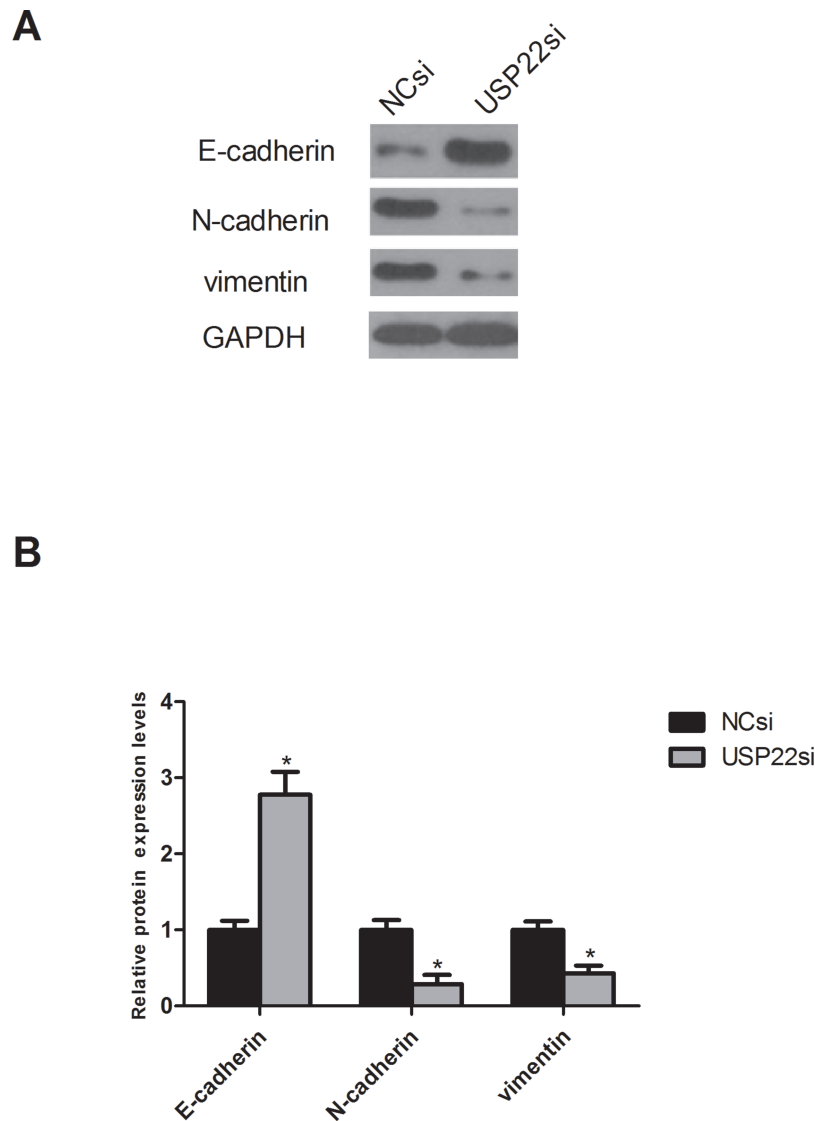 A
NCsi
USP22si
E-cadherin
N-cadherin
vimentin
GAPDH
B
Relative protein expression levels
4
3
2
1
0
*
*
*
E-cadherin
N-cadherin
vimentin
NCsi
USP22si